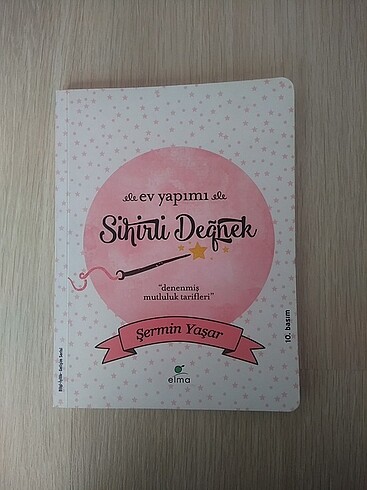 ev yapımı
Sihirli Değnek
"denenmiş
mutluluk tarifleri"
Şermin Yaşar
10. basım
elma